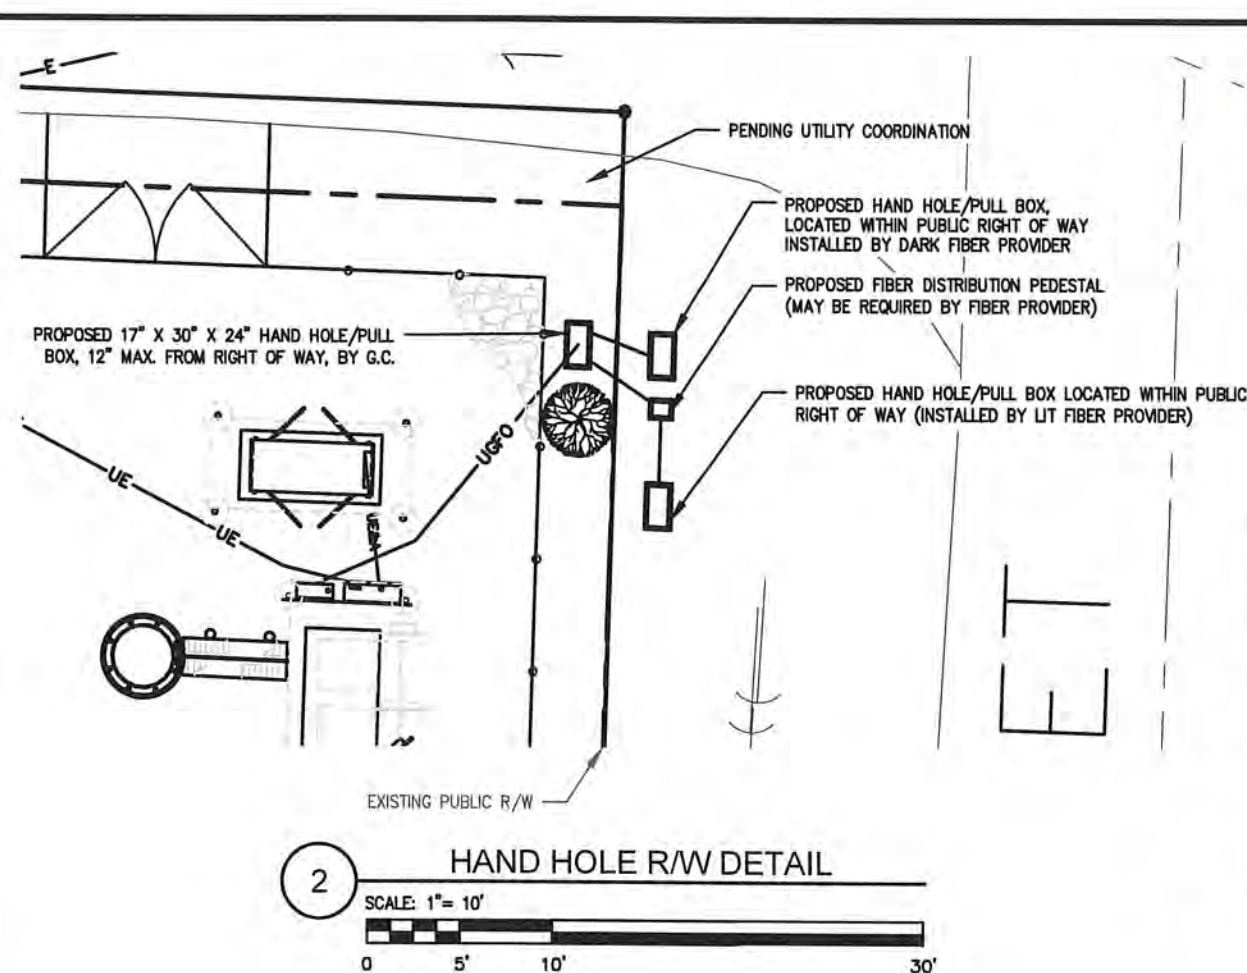 E
PENDING UTILITY COORDINATION
PROPOSED HAND HOLE/PULL BOX,
LOCATED WITHIN PUBLIC RIGHT OF WAY
INSTALLED BY DARK FIBER PROVIDER
PROPOSED FIBER DISTRIBUTION PEDESTAL
(MAY BE REQUIRED BY FIBER PROVIDER)
PROPOSED 17" X 30" X 24" HAND HOLE/PULL
BOX, 12" MAX. FROM RIGHT OF WAY, BY G.C.
PROPOSED HAND HOLE/PULL BOX LOCATED WITHIN PUBLIC
RIGHT OF WAY (INSTALLED BY LIT FIBER PROVIDER)
UGFO
UE
UE
EXISTING PUBLIC R/W
2
HAND HOLE R/W DETAIL
SCALE: 1"= 10'
0 5' 10' 30'